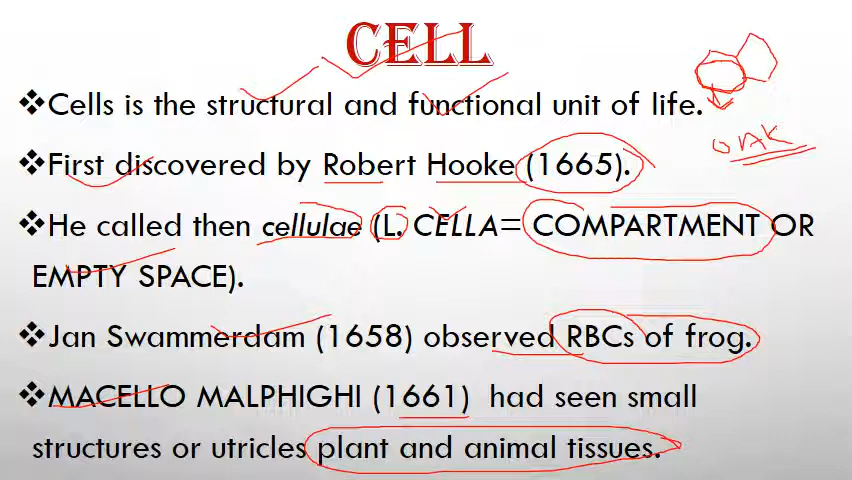 CELL
❖Cells is the structural and functional unit of life.
OAK
❖First discovered by Robert Hooke (1665).
❖He called then cellulae (L. CELLA= COMPARTMENT OR
EMPTY SPACE).
❖Jan Swammerdam (1658) observed RBCs of frog.
❖MACELLO MALPHIGHI (1661) had seen small
structures or utricles plant and animal tissues.